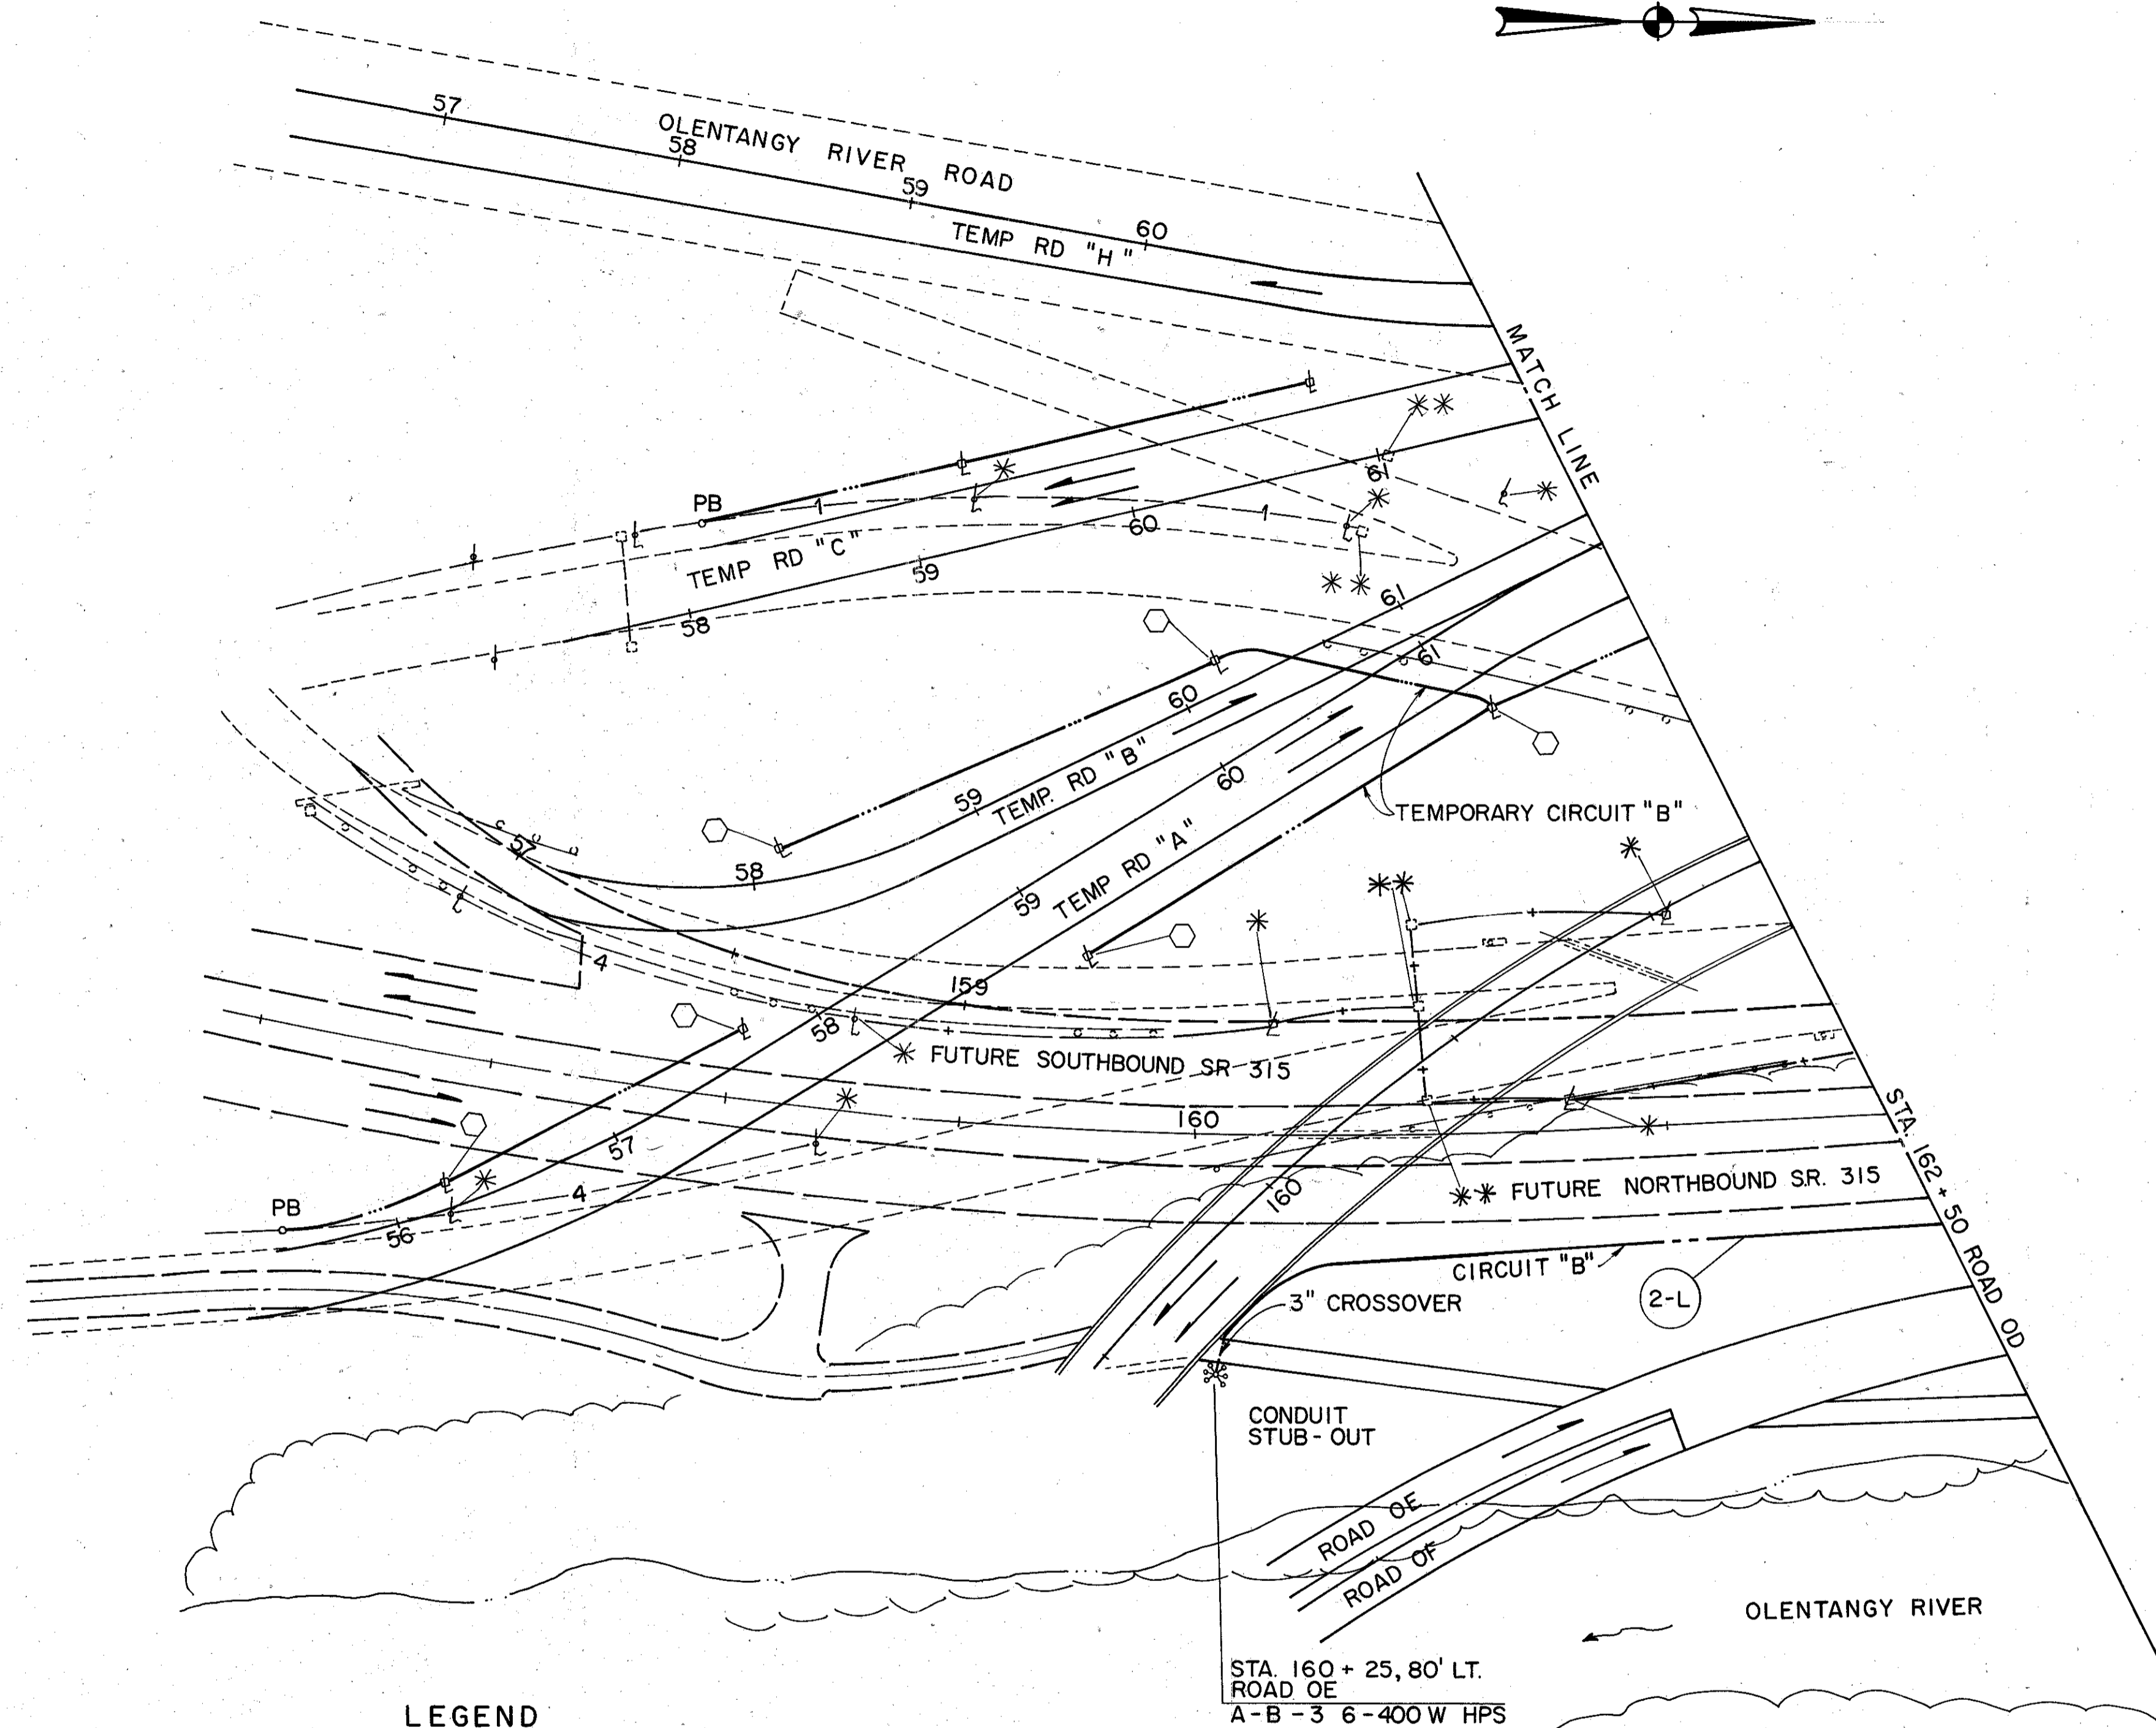 57
OLENTANGY RIVER ROAD
58
59
60
TEMP RD "H"
MATCH LINE
61
PB
1
1
60
TEMP RD "C"
59
58
61
61
60
TEMP. RD "B"
59
60
TEMPORARY CIRCUIT "B"
57
58
TEMP RD "A"
59
4
159
58
FUTURE SOUTHBOUND SR 315
160
57
STA. 162 + 50 ROAD OD
4
FUTURE NORTHBOUND S.R. 315
160
PB
56
CIRCUIT "B"
2-L
3" CROSSOVER
CONDUIT
STUB-OUT
ROAD OE
ROAD OF
OLENTANGY RIVER
STA. 160 + 25, 80' LT.
ROAD OE
A-B-3 6-400 W HPS
LEGEND